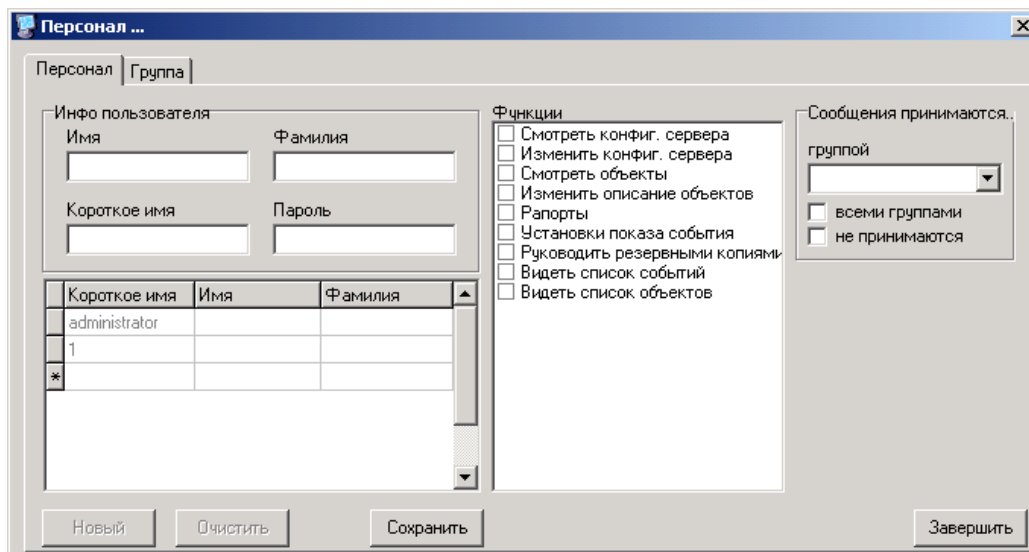 Персонал ...
Персонал
Группа
Инфо пользователя
Имя
Фамилия
Короткое имя
Пароль
Короткое имя
Имя
Фамилия
administrator
1
*
Функции
Смотреть конфиг. сервера
Изменить конфиг. сервера
Смотреть объекты
Изменить описание объектов
Рапорты
Установки показа события
Руководить резервными копиями
Видеть список событий
Видеть список объектов
Сообщения принимаются..
группой
всеми группами
не принимаются
Новый
Очистить
Сохранить
Завершить